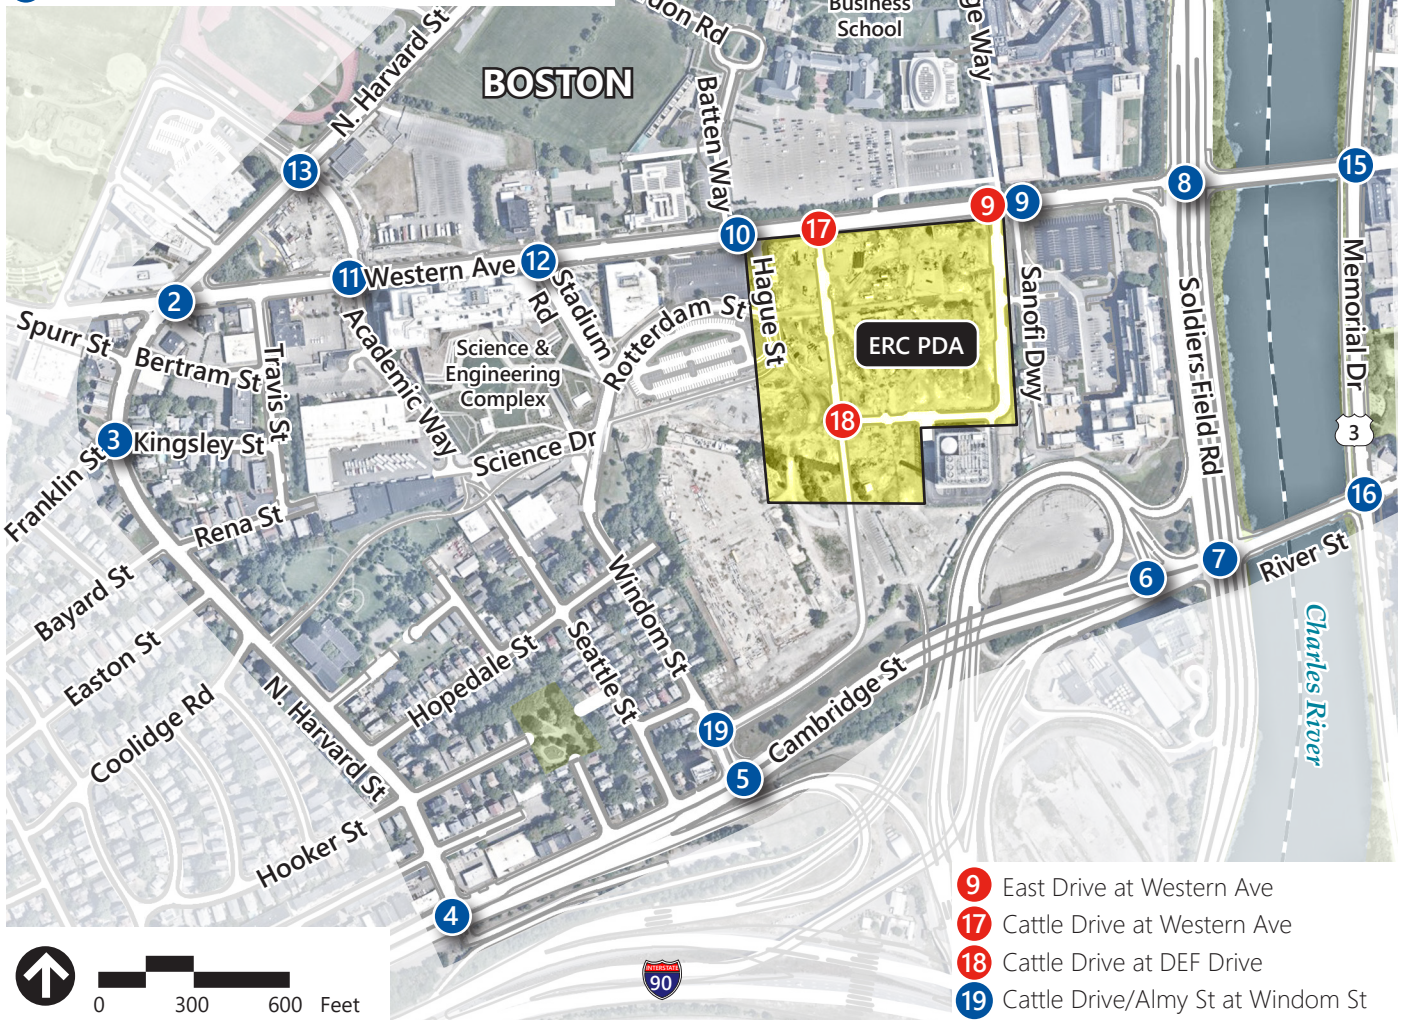 Business
School
don Rd
ge Way
N. Harvard St
BOSTON
Batten Way
13
15
8
9
9
17
10
12
11
Western Ave
2
Stadium
Rd
Hague St
Sanofi Dwy
Soldiers Field Rd
Memorial Dr
Spurr St
Bertram St
Travis St
Academic Way
Science &
Engineering
Complex
Rotterdam St
ERC PDA
18
3
3
Kingsley St
Franklin St
Science Dr
Rena St
16
7
6
River St
Bayard St
Easton St
Coolidge Rd
Windom St
Seattle St
Hopedale St
N. Harvard St
19
5
Cambridge St
Charles River
Hooker St
4
INTERSTATE
90
0 300 600 Feet
9 East Drive at Western Ave
17 Cattle Drive at Western Ave
18 Cattle Drive at DEF Drive
19 Cattle Drive/Almy St at Windom St